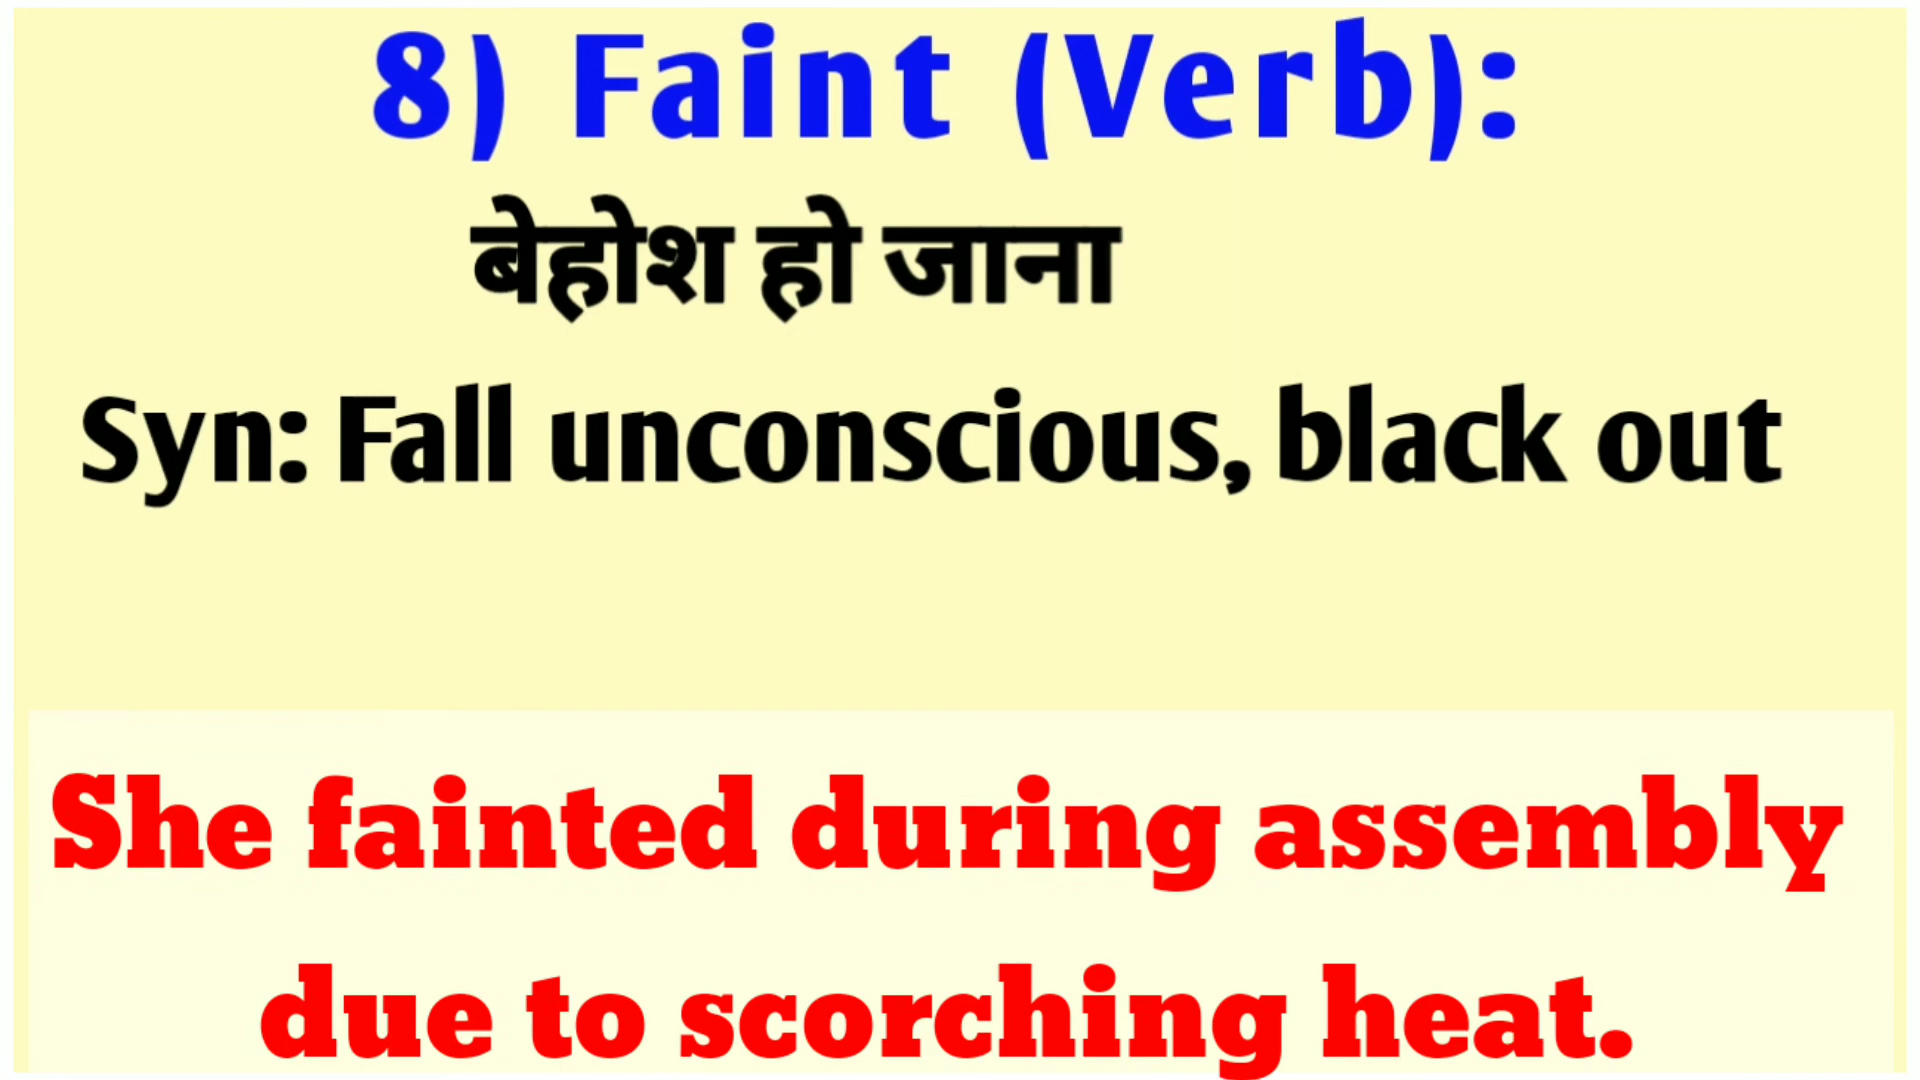 8) Faint (Verb):
बेहोश हो जाना
Syn: Fall unconscious, black out
She fainted during assembly
due to scorching heat.